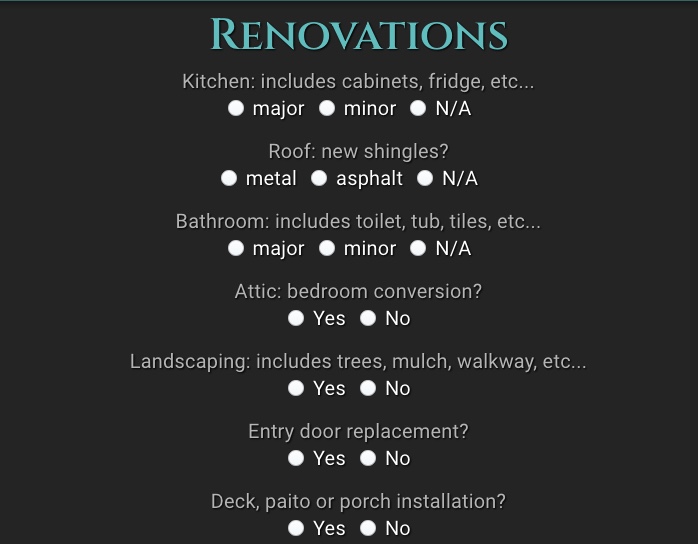 Renovations
Kitchen: includes cabinets, fridge, etc...
major minor N/A
Roof: new shingles?
metal asphalt N/A
Bathroom: includes toilet, tub, tiles, etc...
major minor N/A
Attic: bedroom conversion?
Yes No
Landscaping: includes trees, mulch, walkway, etc...
Yes No
Entry door replacement?
Yes No
Deck, paito or porch installation?
Yes No